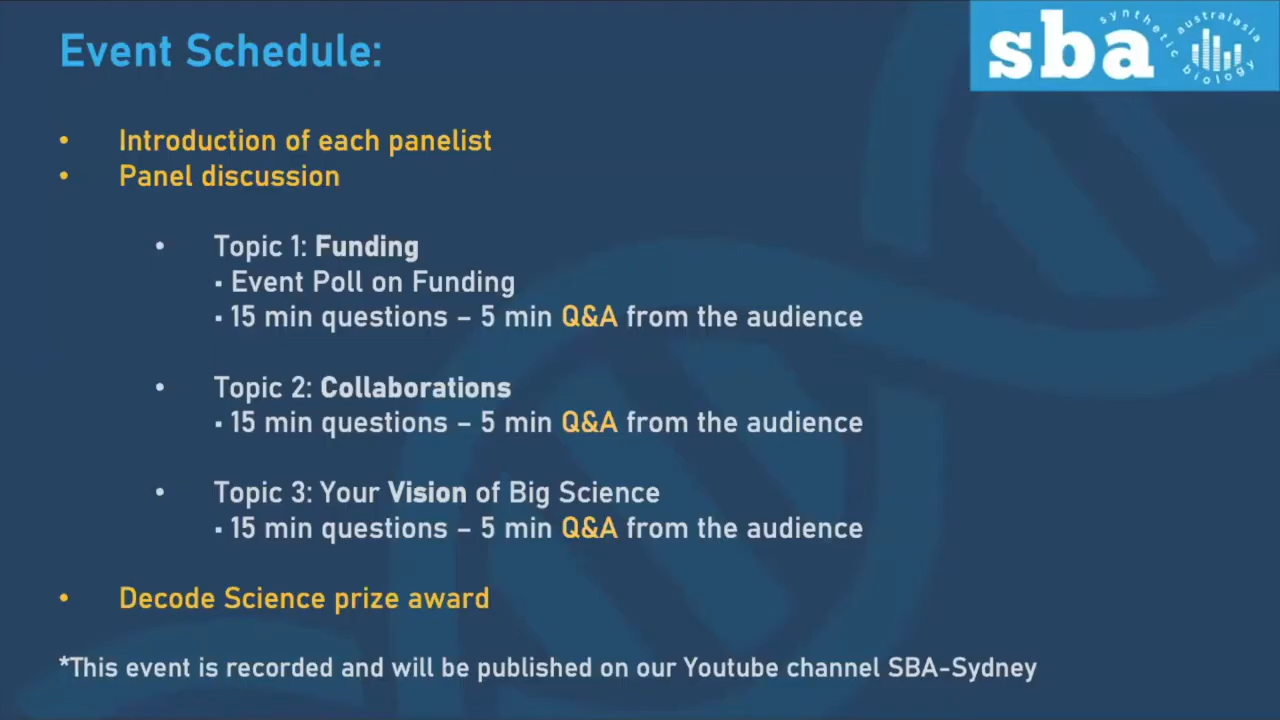 Event Schedule:
sba
synthetic biology australasia
• Introduction of each panelist
• Panel discussion
• Topic 1: Funding
▪ Event Poll on Funding
▪ 15 min questions – 5 min Q&A from the audience
• Topic 2: Collaborations
▪ 15 min questions – 5 min Q&A from the audience
• Topic 3: Your Vision of Big Science
▪ 15 min questions – 5 min Q&A from the audience
• Decode Science prize award
*This event is recorded and will be published on our Youtube channel SBA-Sydney